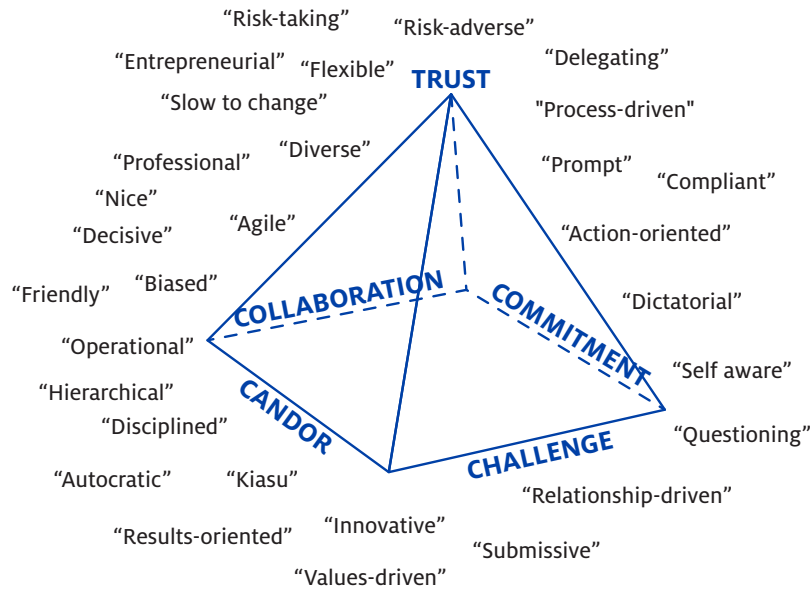 “Risk-taking”
“Risk-adverse”
“Entrepreneurial”
“Flexible”
“Delegating”
TRUST
“Slow to change”
"Process-driven"
“Diverse”
“Professional”
“Prompt”
“Compliant”
“Nice”
“Agile”
“Decisive”
“Action-oriented”
“Biased”
“Friendly”
COLLABORATION
COMMITMENT
“Dictatorial”
“Operational”
“Self aware”
“Hierarchical”
CANDOR
“Disciplined”
“Questioning”
CHALLENGE
“Autocratic”
“Kiasu”
“Relationship-driven”
“Results-oriented”
“Innovative”
“Submissive”
“Values-driven”